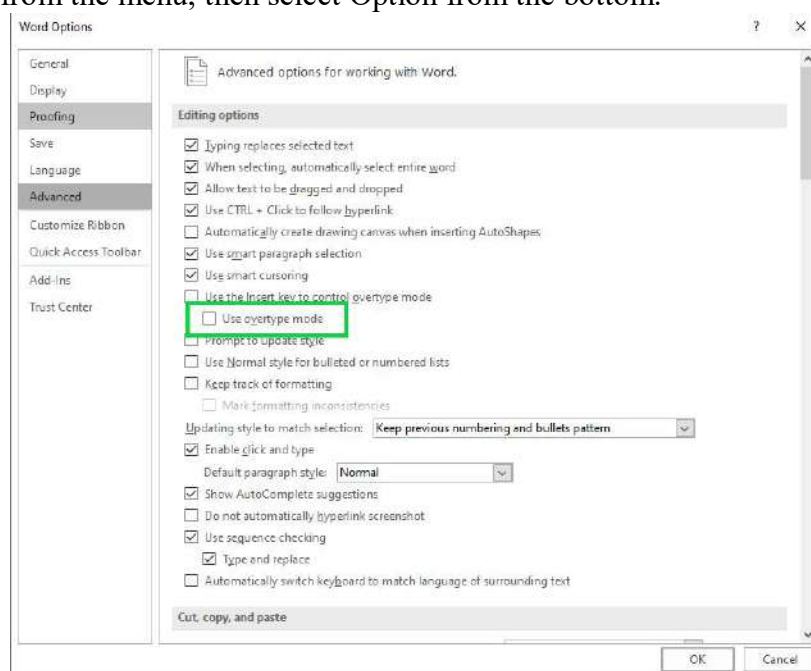 from the menu, then select Option from the bottom.
Word Options
? ×
General
Display
Proofing
Save
Language
Advanced
Customize Ribbon
Quick Access Toolbar
Add-Ins
Trust Center
Advanced options for working with Word.
Editing options
Typing replaces selected text
When selecting, automatically select entire word
Allow text to be dragged and dropped
Use CTRL + Click to follow hyperlink
Automatically create drawing canvas when inserting AutoShapes
Use smart paragraph selection
Use smart cursoring
Use the Insert key to control overtype mode
Use overtype mode
Prompt to update style
Use Normal style for bulleted or numbered lists
Keep track of formatting
Mark formatting inconsistencies
Updating style to match selection: Keep previous numbering and bullets pattern
Enable click and type
Default paragraph style: Normal
Show AutoComplete suggestions
Do not automatically hyperlink screenshot
Use sequence checking
Type and replace
Automatically switch keyboard to match language of surrounding text
Cut, copy, and paste
OK Cancel